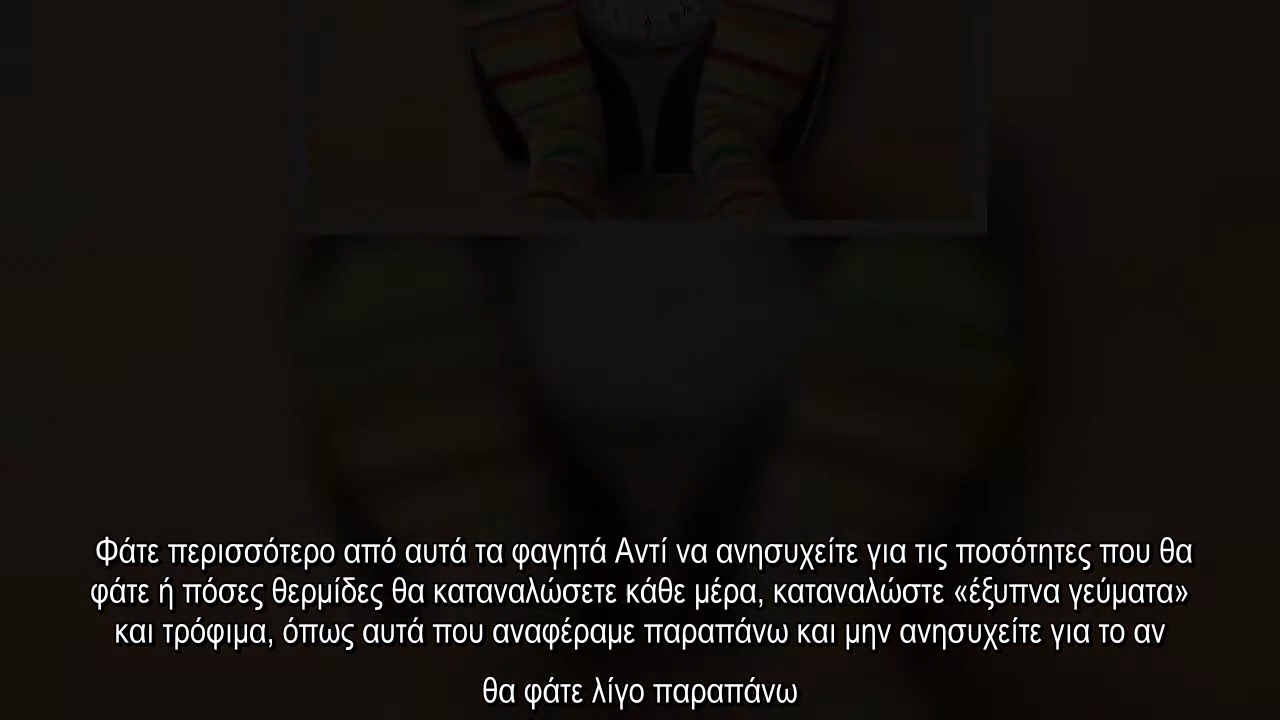 Φάτε περισσότερο από αυτά τα φαγητά Αντί να ανησυχείτε για τις ποσότητες που θα
φάτε ή πόσες θερμίδες θα καταναλώσετε κάθε μέρα, καταναλώστε «έξυπνα γεύματα»
και τρόφιμα, όπως αυτά που αναφέραμε παραπάνω και μην ανησυχείτε για το αν
θα φάτε λίγο παραπάνω